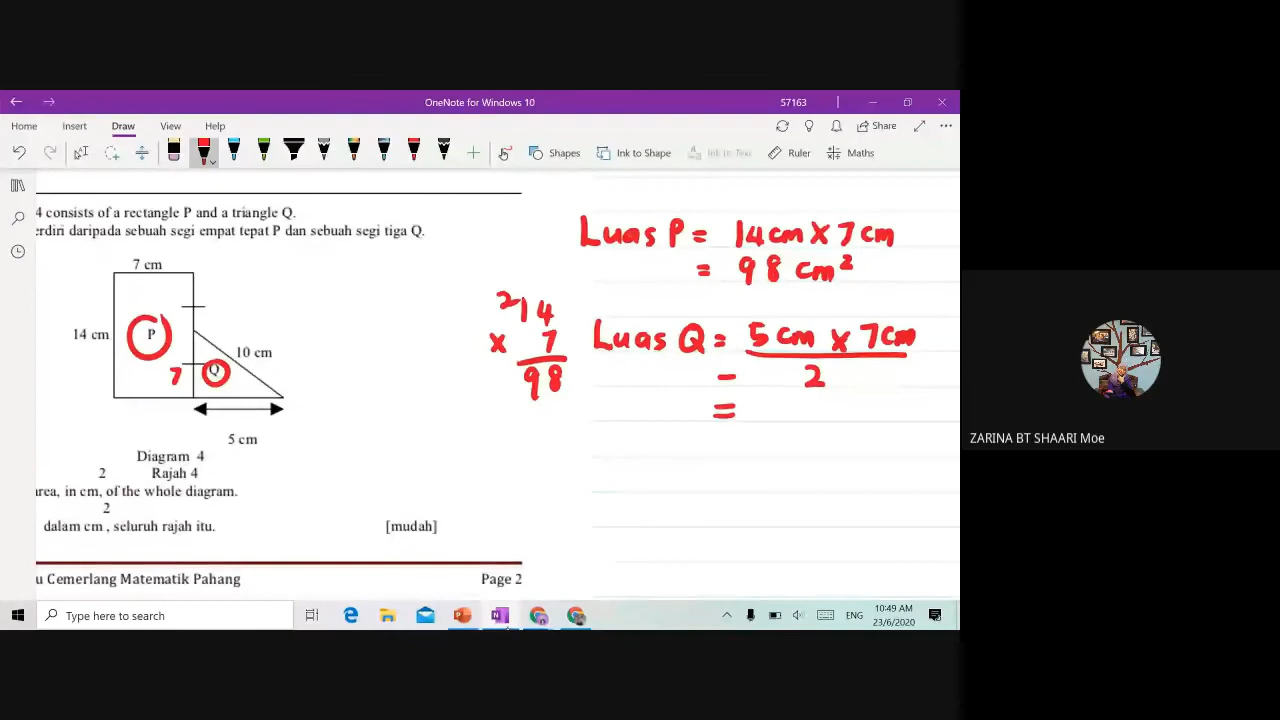 OneNote for Windows 10
57163
Home Insert Draw View Help
Share
Shapes
Ink to Shape
Ink to Text
Ruler
Maths
4 consists of a rectangle P and a triangle Q.
erdiri daripada sebuah segi empat tepat P dan sebuah segi tiga Q.
7 cm
14 cm
P
10 cm
7
Q
5 cm
Diagram 4
2 Rajah 4
area, in cm, of the whole diagram.
2
dalam cm , seluruh rajah itu. [mudah]
u Cemerlang Matematik Pahang Page 2
2 14
x 7
98
Luas P = 14cm x 7cm
= 98 cm²
Luas Q = 5cm x 7cm
- 2
=
ZARINA BT SHAARI Moe
Type here to search
ENG
10:49 AM
23/6/2020